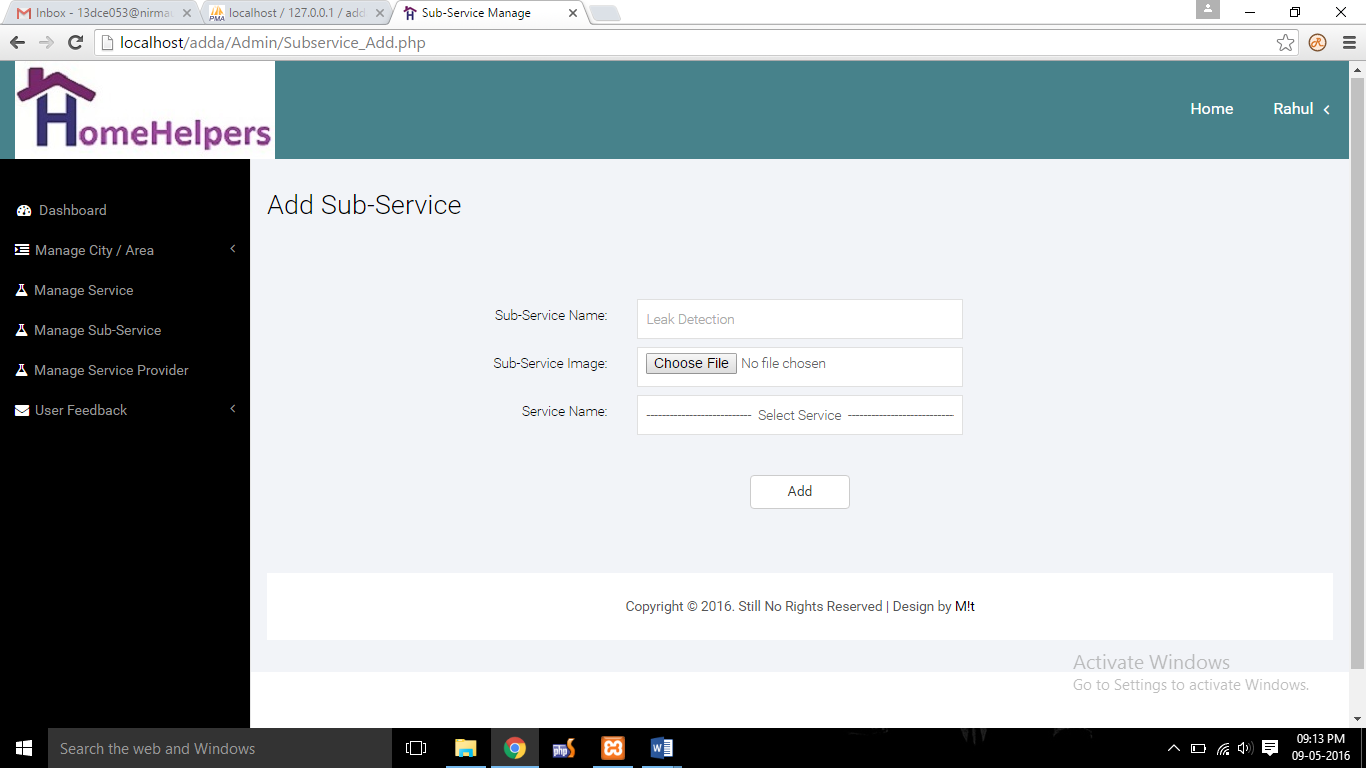 Inbox - 13dce053@nirma
localhost / 127.0.0.1 / add
Sub-Service Manage
localhost/adda/Admin/Subservice_Add.php
HomeHelpers
Home
Rahul
Dashboard
Manage City / Area
Manage Service
Manage Sub-Service
Manage Service Provider
User Feedback
Add Sub-Service
Sub-Service Name:
Leak Detection
Sub-Service Image:
Choose File No file chosen
Service Name:
--------------------------- Select Service ---------------------------
Add
Copyright © 2016. Still No Rights Reserved | Design by M!t
Activate Windows
Go to Settings to activate Windows.
Search the web and Windows
09:13 PM
09-05-2016